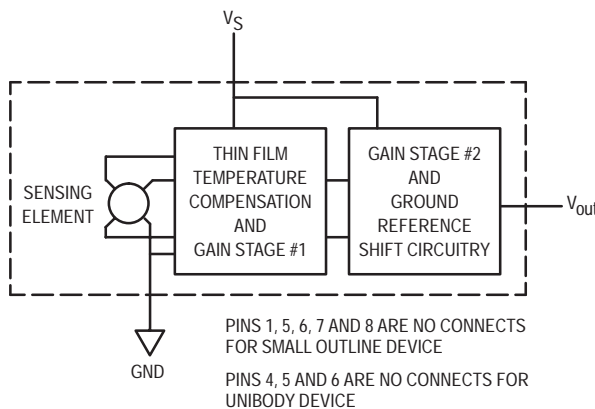 VS
SENSING
ELEMENT
THIN FILM
TEMPERATURE
COMPENSATION
AND
GAIN STAGE #1
GAIN STAGE #2
AND
GROUND
REFERENCE
SHIFT CIRCUITRY
Vout
GND
PINS 1, 5, 6, 7 AND 8 ARE NO CONNECTS
FOR SMALL OUTLINE DEVICE
PINS 4, 5 AND 6 ARE NO CONNECTS FOR
UNIBODY DEVICE